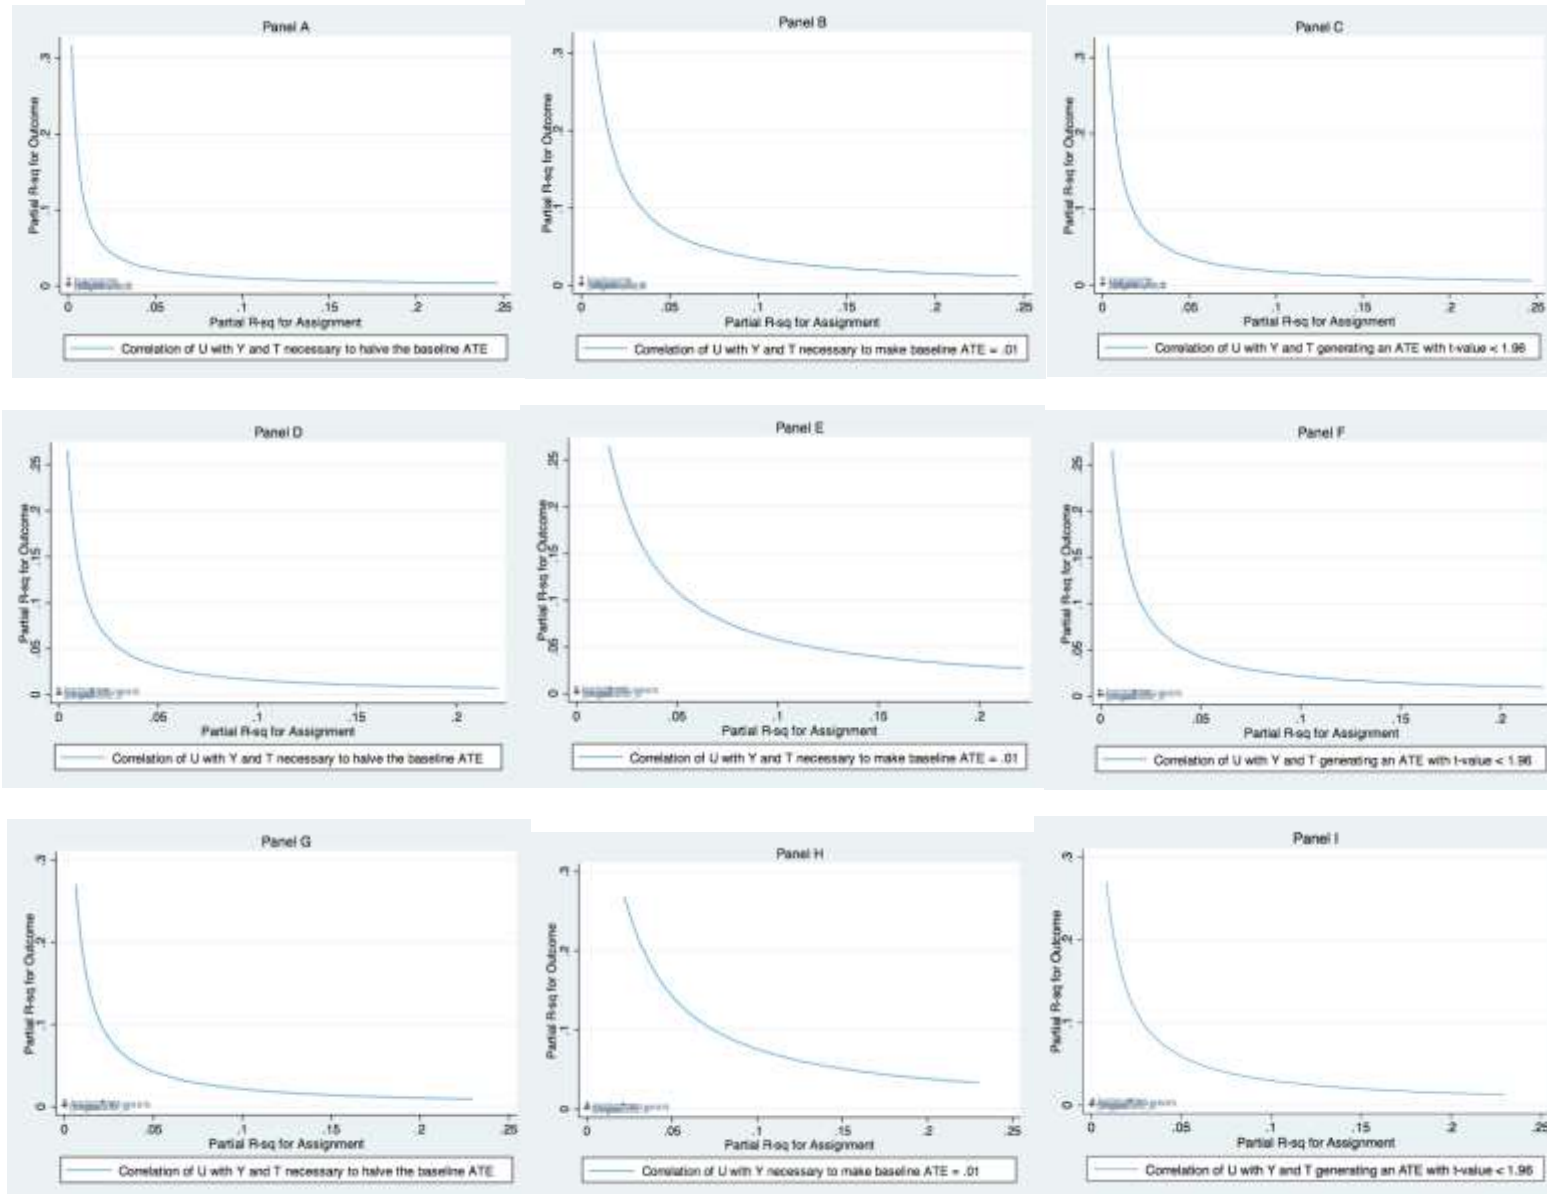 Panel A
Partial R-sq for Outcome
.3
.2
.1
0
0 .05 .1 .15 .2 .25
Partial R-sq for Assignment
Correlation of U with Y and T necessary to halve the baseline ATE
Panel B
Partial R-sq for Outcome
.3
.2
.1
0
0 .05 .1 .15 .2 .25
Partial R-sq for Assignment
Correlation of U with Y and T necessary to make baseline ATE = .01
Panel C
Partial R-sq for Outcome
.3
.2
.1
0
0 .05 .1 .15 .2 .25
Partial R-sq for Assignment
Correlation of U with Y and T generating an ATE with t-value < 1.96
Panel D
Partial R-sq for Outcome
.25
.2
.15
.1
.05
0
0 .05 .1 .15 .2
Partial R-sq for Assignment
Correlation of U with Y and T necessary to halve the baseline ATE
Panel E
Partial R-sq for Outcome
.25
.2
.15
.1
.05
0
0 .05 .1 .15 .2
Partial R-sq for Assignment
Correlation of U with Y and T necessary to make baseline ATE = .01
Panel F
Partial R-sq for Outcome
.25
.2
.15
.1
.05
0
0 .05 .1 .15 .2
Partial R-sq for Assignment
Correlation of U with Y and T generating an ATE with t-value < 1.96
Panel G
Partial R-sq for Outcome
.3
.2
.1
0
0 .05 .1 .15 .2 .25
Partial R-sq for Assignment
Correlation of U with Y and T necessary to halve the baseline ATE
Panel H
Partial R-sq for Outcome
.3
.2
.1
0
0 .05 .1 .15 .2 .25
Partial R-sq for Assignment
Correlation of U with Y necessary to make baseline ATE = .01
Panel I
Partial R-sq for Outcome
.3
.2
.1
0
0 .05 .1 .15 .2 .25
Partial R-sq for Assignment
Correlation of U with Y and T generating an ATE with t-value < 1.96